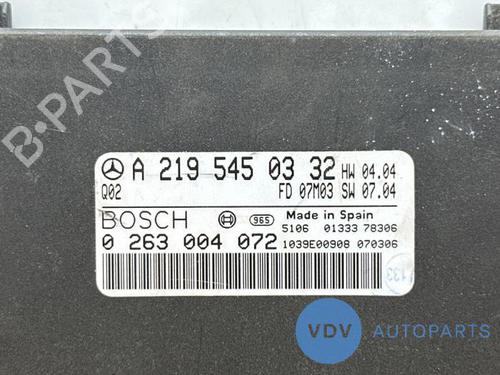 A 219 545 03 32 HW 04.04
Q02 FD 07M03 SW 07.04
BOSCH 965 Made in Spain
5106 01333 78306
0 263 004 072 1039E00908 070306
133
B-PARTS
VDV AUTOPARTS